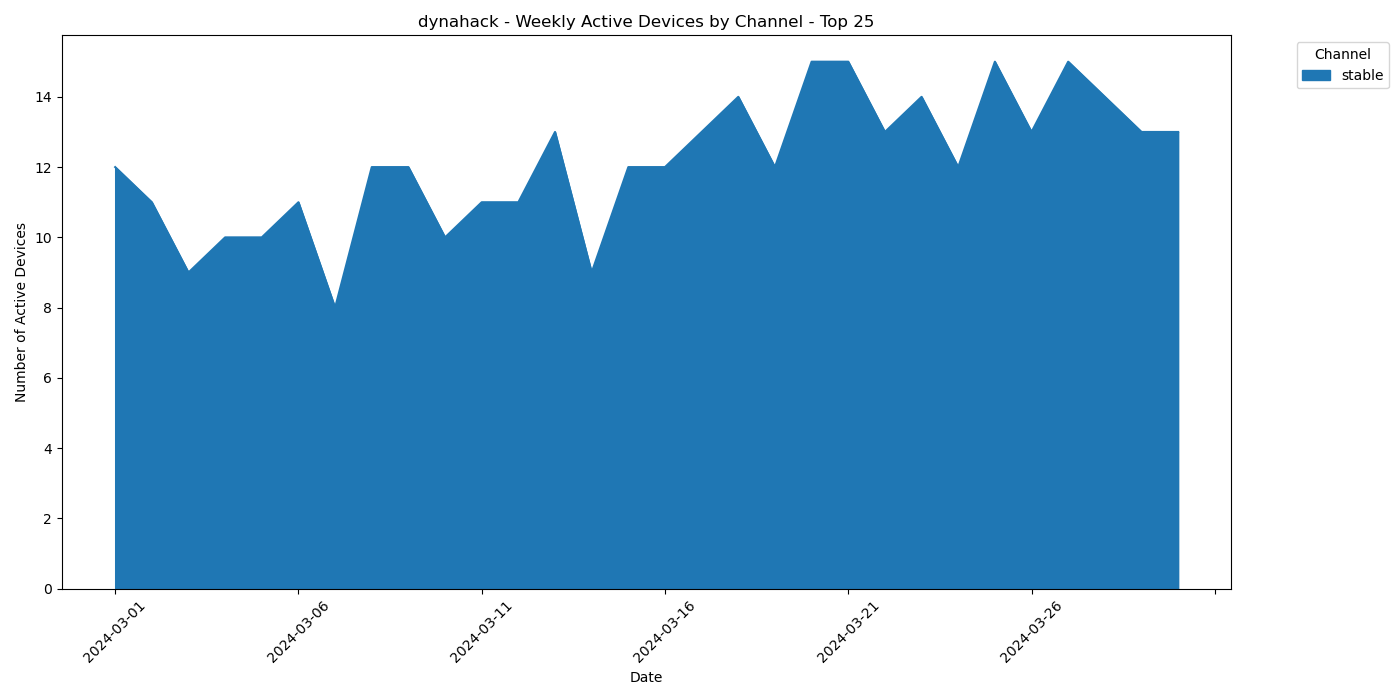 dynahack - Weekly Active Devices by Channel - Top 25
Channel
stable
Number of Active Devices
14
12
10
8
6
4
2
0
2024-03-01
2024-03-06
2024-03-11
2024-03-16
2024-03-21
2024-03-26
Date